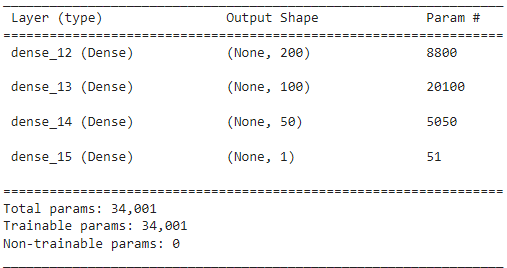 Layer (type) Output Shape Param #
dense_12 (Dense) (None, 200) 8800
dense_13 (Dense) (None, 100) 20100
dense_14 (Dense) (None, 50) 5050
dense_15 (Dense) (None, 1) 51
Total params: 34,001
Trainable params: 34,001
Non-trainable params: 0